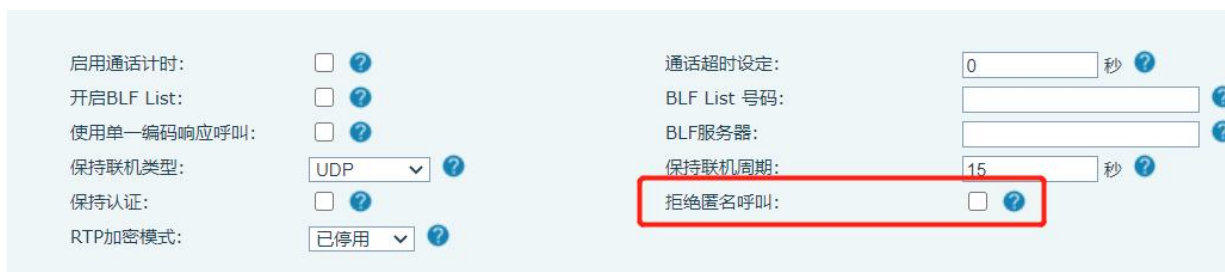 启用通话计时: ? 通话超时设定: 0 秒 ?
开启BLF List: ? BLF List 号码: ?
使用单一编码响应呼叫: ? BLF服务器: ?
保持联机类型: UDP ? 保持联机周期: 15 秒 ?
保持认证: ? 拒绝匿名呼叫: ?
RTP加密模式: 已停用 ?